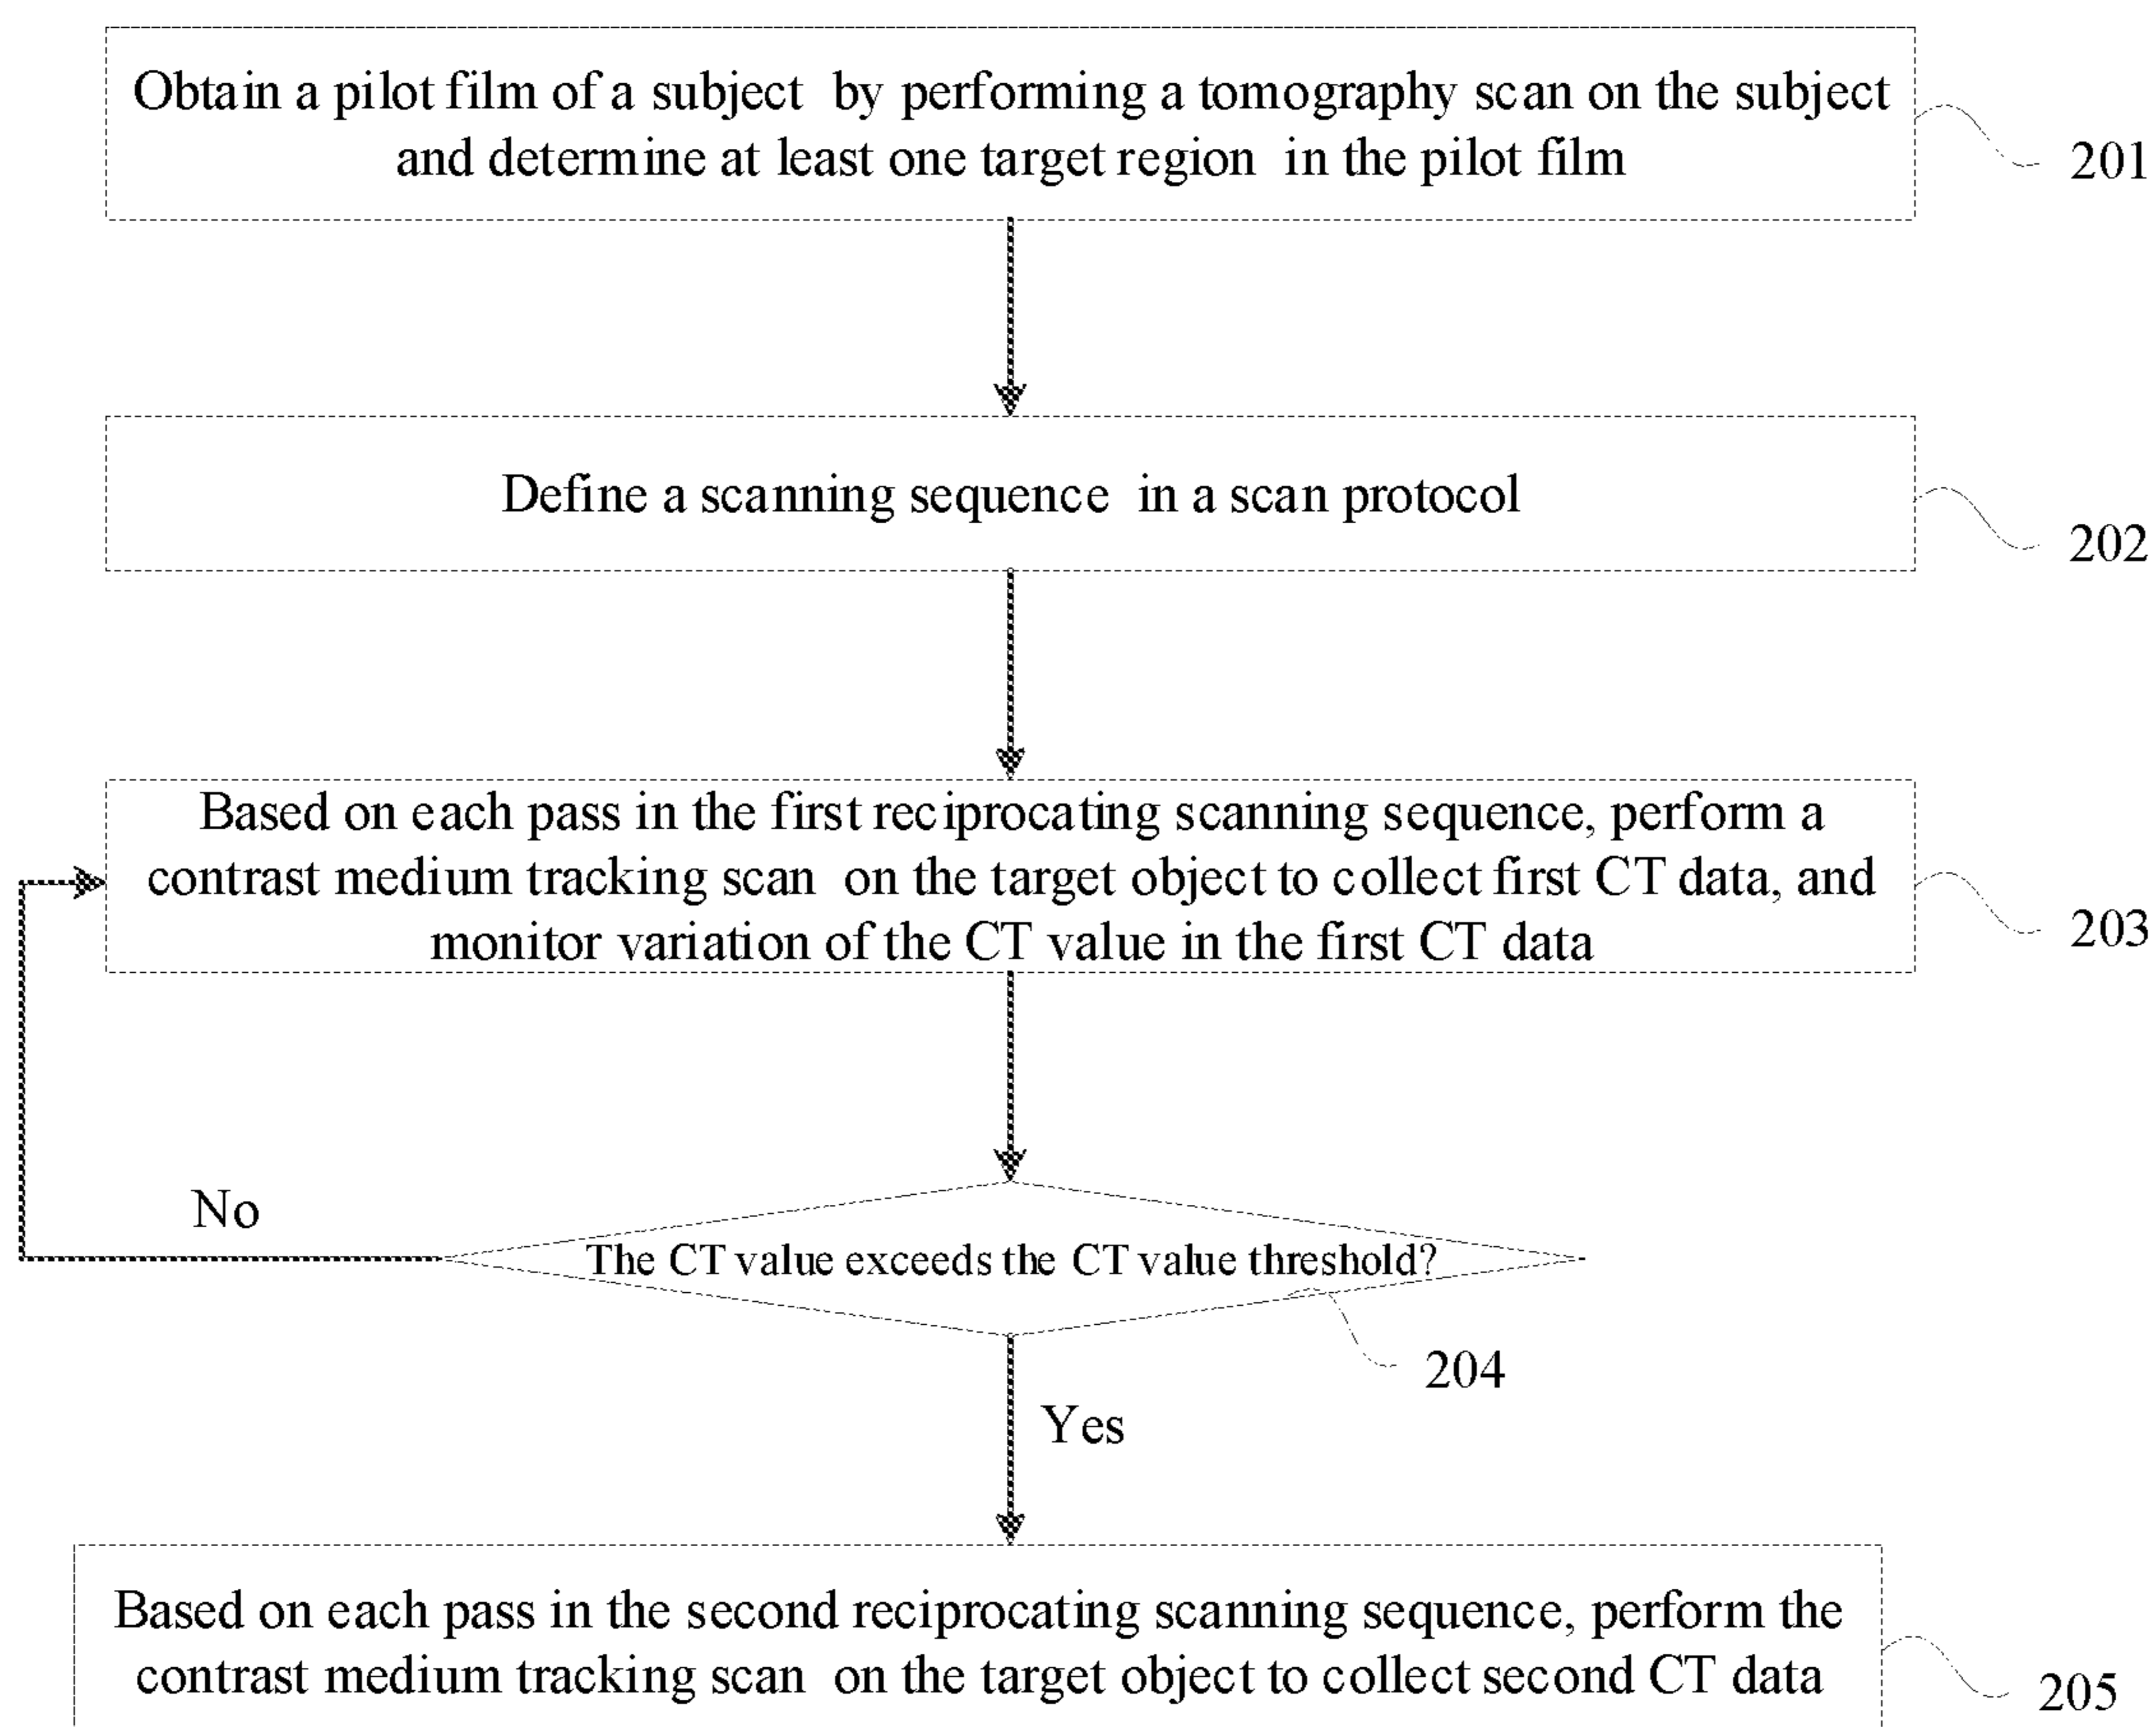 Obtain a pilot film of a subject by performing a tomography scan on the subject
and determine at least one target region in the pilot film
201
Define a scanning sequence in a scan protocol
202
Based on each pass in the first reciprocating scanning sequence, perform a
contrast medium tracking scan on the target object to collect first CT data, and
monitor variation of the CT value in the first CT data
203
No
The CT value exceeds the CT value threshold?
204
Yes
Based on each pass in the second reciprocating scanning sequence, perform the
contrast medium tracking scan on the target object to collect second CT data
205